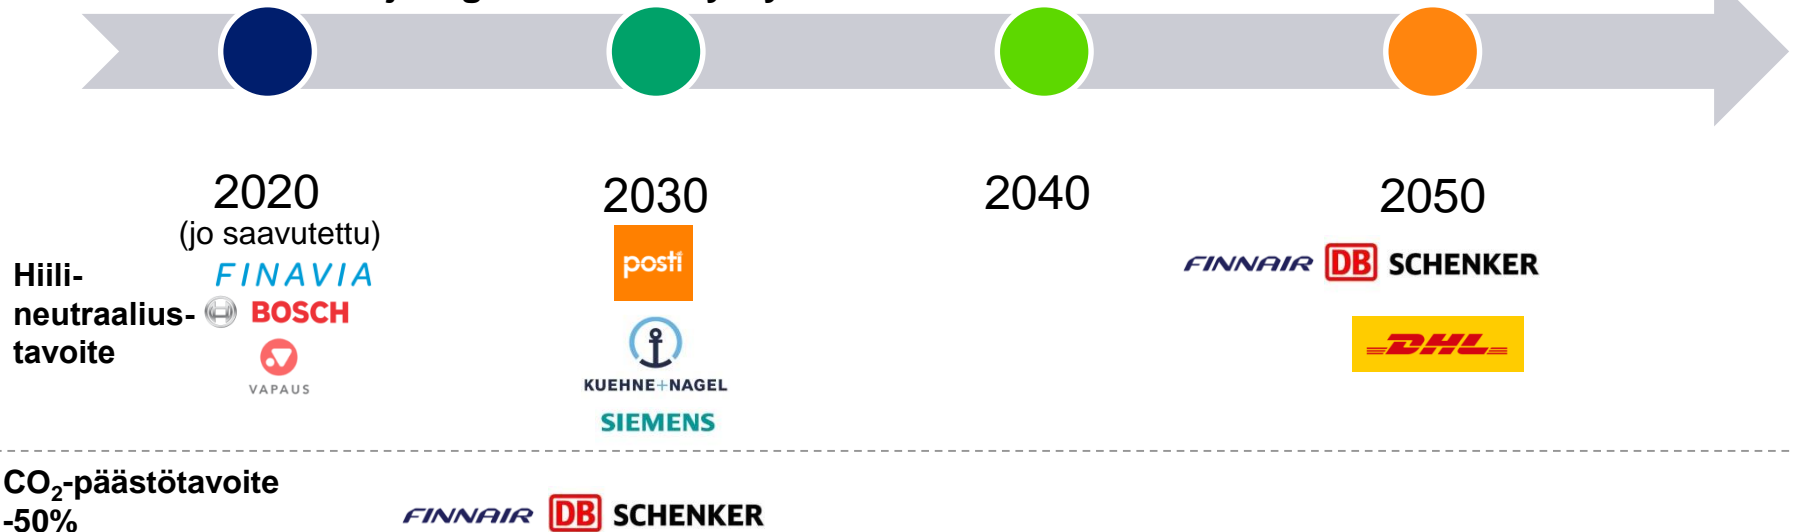 2020
2030
2040
2050
(jo saavutettu)
Hiili-
neutraalius-
tavoite
FINAVIA
BOSCH
VAPAUS
posti
KUEHNE+NAGEL
SIEMENS
FINNAIR DB SCHENKER
DHL
CO₂-päästötavoite
-50%
FINNAIR DB SCHENKER